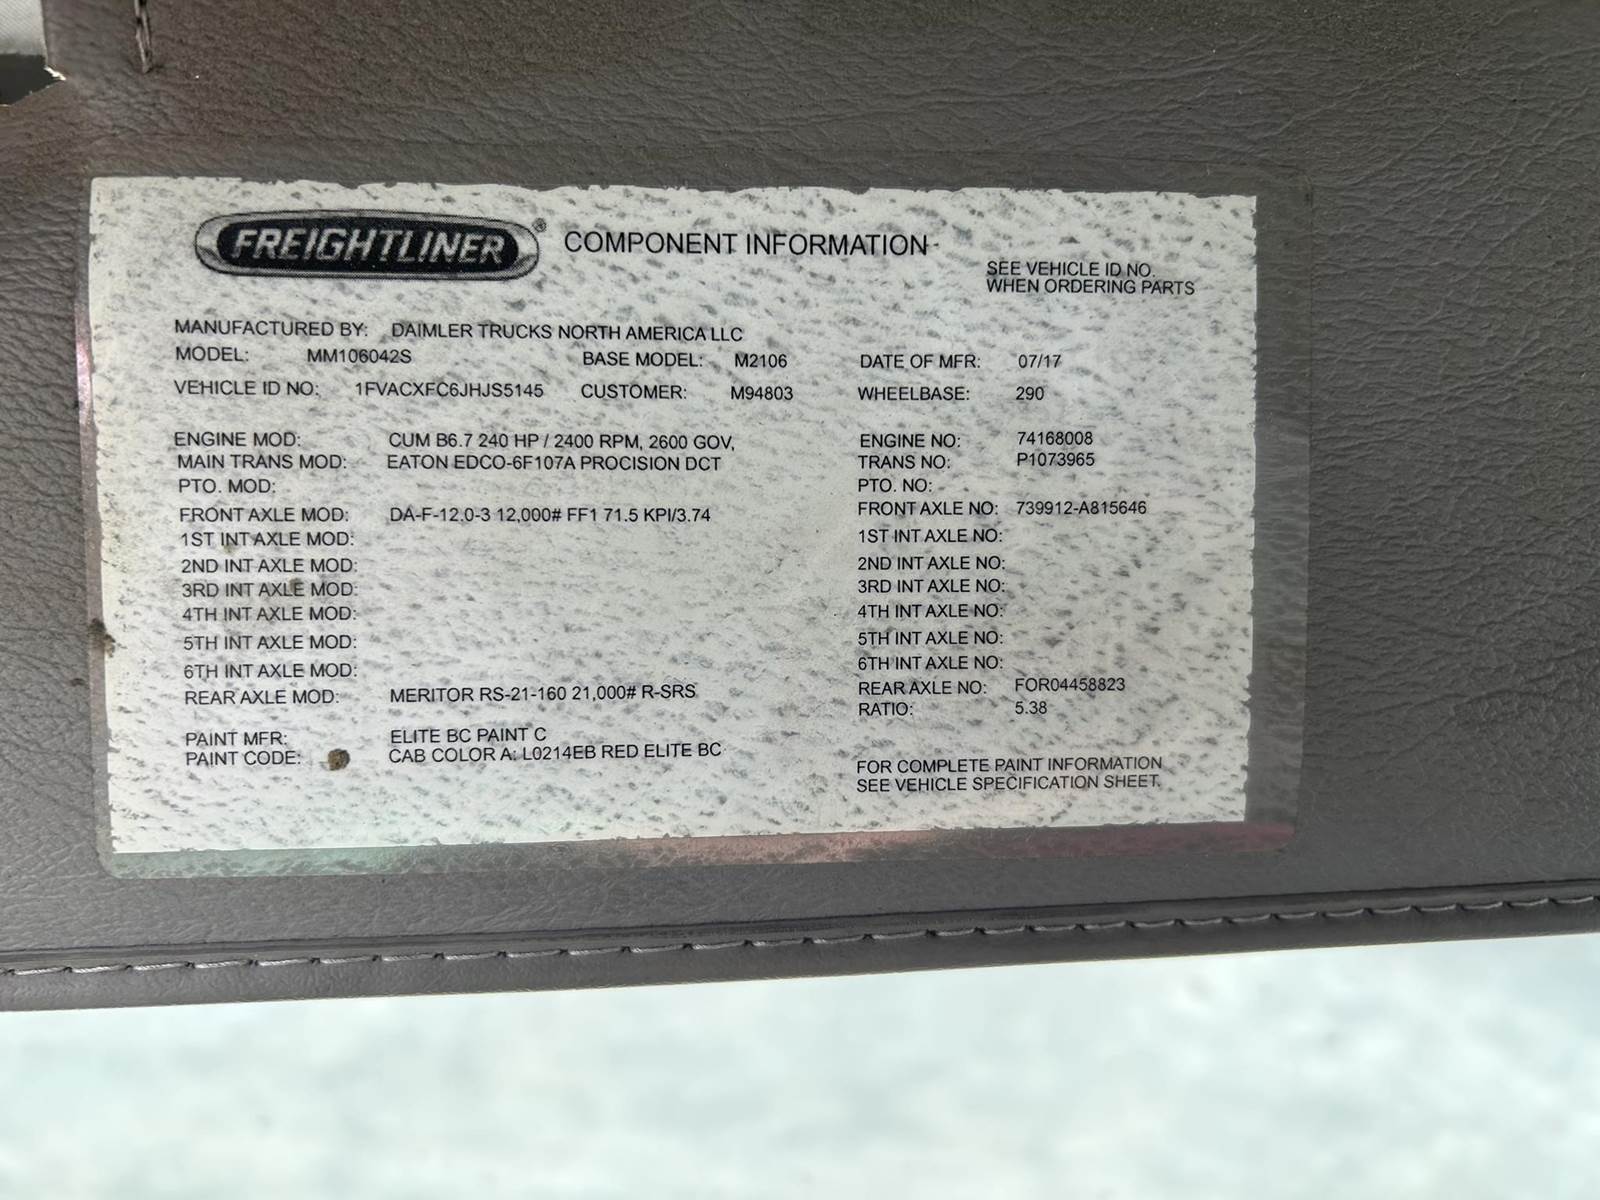 FREIGHTLINER® COMPONENT INFORMATION
SEE VEHICLE ID NO.
WHEN ORDERING PARTS
MANUFACTURED BY: DAIMLER TRUCKS NORTH AMERICA LLC
MODEL: MM106042S BASE MODEL: M2106 DATE OF MFR: 07/17
VEHICLE ID NO: 1FVACXFC6JHJS5145 CUSTOMER: M94803 WHEELBASE: 290
ENGINE MOD: CUM B6.7 240 HP / 2400 RPM, 2600 GOV, ENGINE NO: 74168008
MAIN TRANS MOD: EATON EDCO-6F107A PROCISION DCT TRANS NO: P1073965
PTO. MOD: PTO. NO:
FRONT AXLE MOD: DA-F-12.0-3 12,000# FF1 71.5 KPI/3.74 FRONT AXLE NO: 739912-A815646
1ST INT AXLE MOD: 1ST INT AXLE NO:
2ND INT AXLE MOD: 2ND INT AXLE NO:
3RD INT AXLE MOD: 3RD INT AXLE NO:
4TH INT AXLE MOD: 4TH INT AXLE NO:
5TH INT AXLE MOD: 5TH INT AXLE NO:
6TH INT AXLE MOD: 6TH INT AXLE NO:
REAR AXLE MOD: MERITOR RS-21-160 21,000# R-SRS REAR AXLE NO: FOR04458823
RATIO: 5.38
PAINT MFR: ELITE BC PAINT C
PAINT CODE: CAB COLOR A: L0214EB RED ELITE BC
FOR COMPLETE PAINT INFORMATION
SEE VEHICLE SPECIFICATION SHEET.